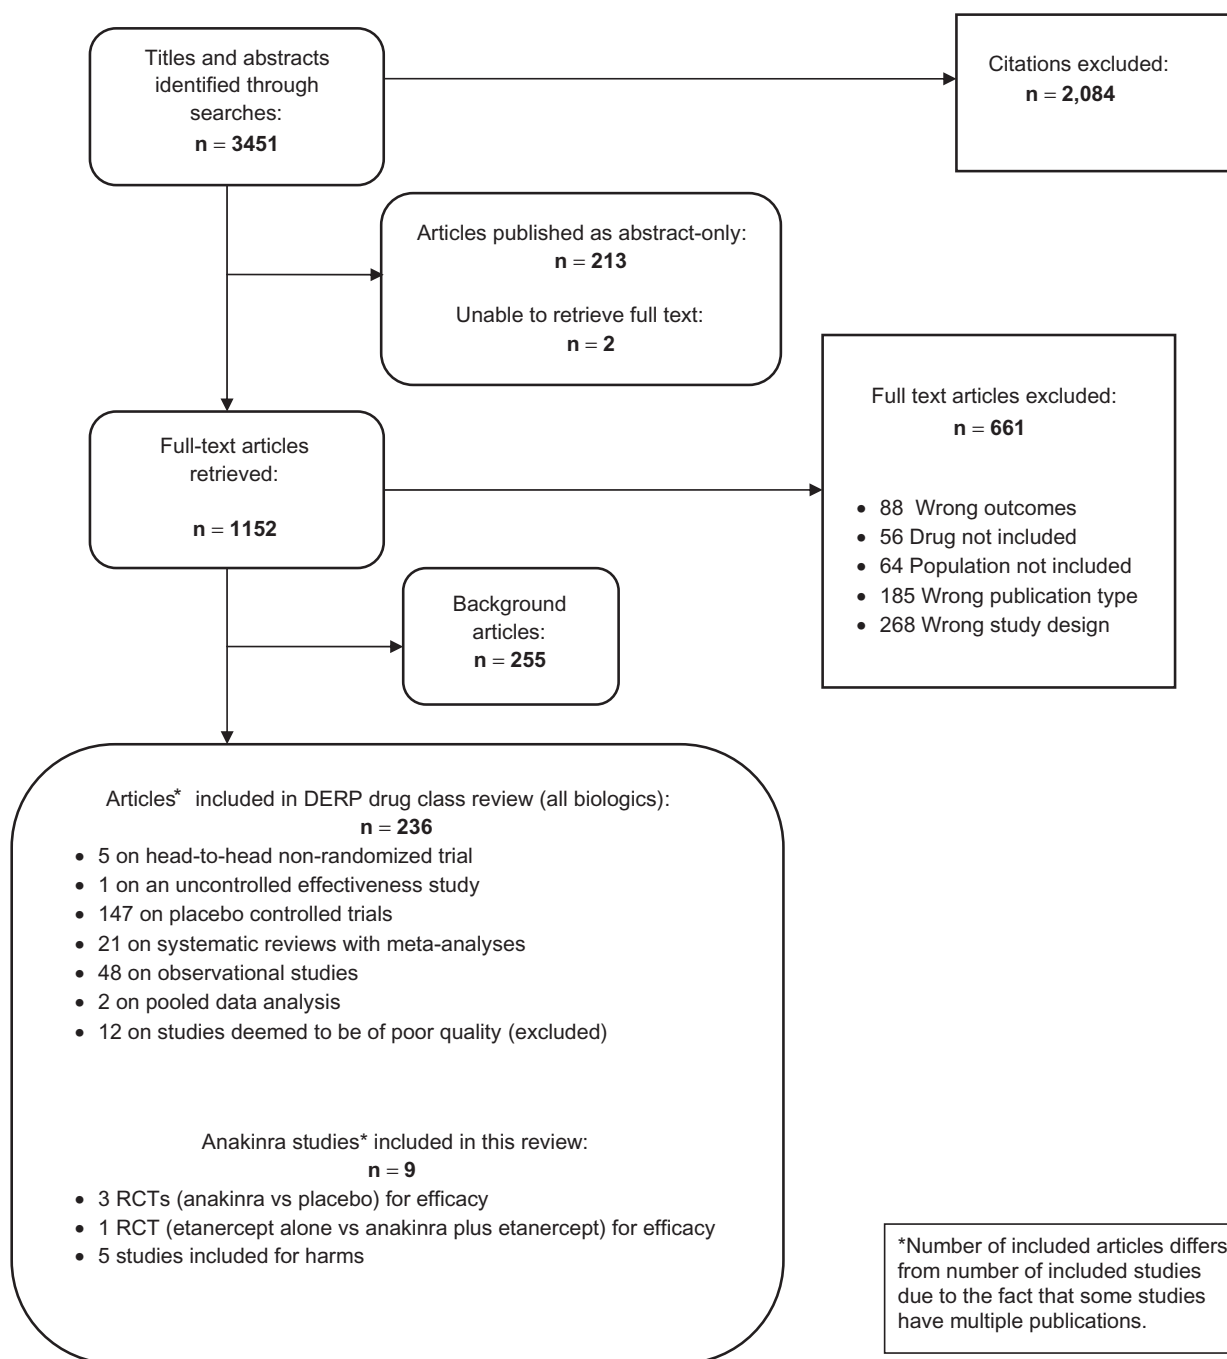 Titles and abstracts
identified through
searches:
n = 3451
Citations excluded:
n = 2,084
Articles published as abstract-only:
n = 213
Unable to retrieve full text:
n = 2
Full-text articles
retrieved:
n = 1152
Full text articles excluded:
n = 661
• 88 Wrong outcomes
• 56 Drug not included
• 64 Population not included
• 185 Wrong publication type
• 268 Wrong study design
Background
articles:
n = 255
Articles* included in DERP drug class review (all biologics):
n = 236
• 5 on head-to-head non-randomized trial
• 1 on an uncontrolled effectiveness study
• 147 on placebo controlled trials
• 21 on systematic reviews with meta-analyses
• 48 on observational studies
• 2 on pooled data analysis
• 12 on studies deemed to be of poor quality (excluded)
Anakinra studies* included in this review:
n = 9
• 3 RCTs (anakinra vs placebo) for efficacy
• 1 RCT (etanercept alone vs anakinra plus etanercept) for efficacy
• 5 studies included for harms
*Number of included articles differs
from number of included studies
due to the fact that some studies
have multiple publications.